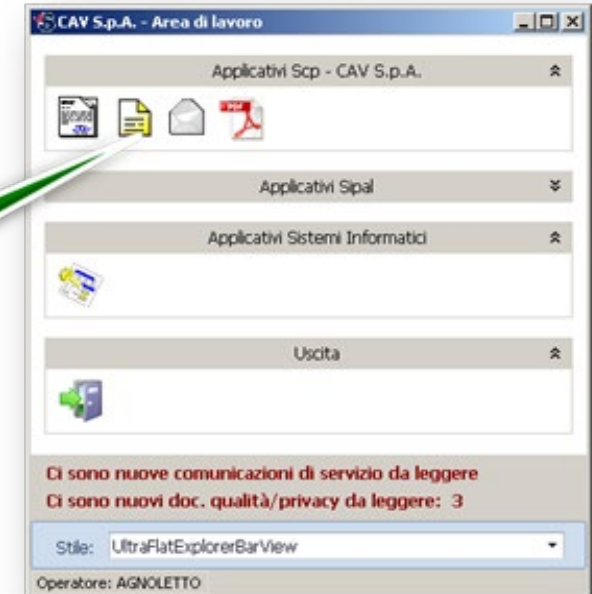 CAV S.p.A. - Area di lavoro
Applicativi Scp - CAV S.p.A.
PDF
Applicativi Sipal
Applicativi Sistemi Informatici
Uscita
Ci sono nuove comunicazioni di servizio da leggere
Ci sono nuovi doc. qualità/privacy da leggere: 3
Stile: UltraFlatExplorerBarView
Operatore: AGNOLETTO